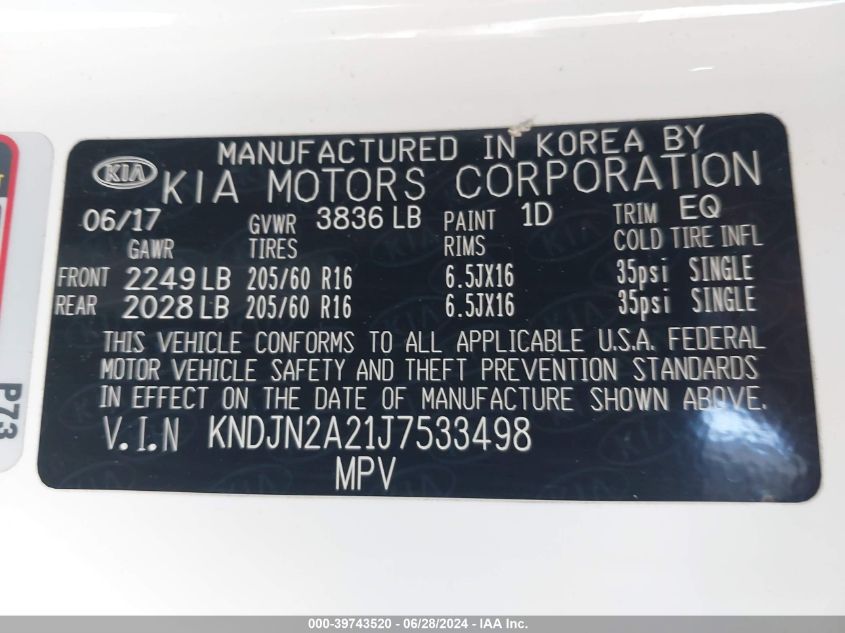 MANUFACTURED IN KOREA BY
KIA KIA MOTORS CORPORATION
06/17 GVWR 3836 LB PAINT 1D TRIM EQ
GAWR TIRES RIMS COLD TIRE INFL
FRONT 2249 LB 205/60 R16 6.5JX16 35psi SINGLE
REAR 2028 LB 205/60 R16 6.5JX16 35psi SINGLE
THIS VEHICLE CONFORMS TO ALL APPLICABLE U.S.A. FEDERAL
MOTOR VEHICLE SAFETY AND THEFT PREVENTION STANDARDS
IN EFFECT ON THE DATE OF MANUFACTURE SHOWN ABOVE.
V.I.N KNDJN2A21J7533498
MPV
P73
000-39743520 - 06/28/2024 - IAA Inc.